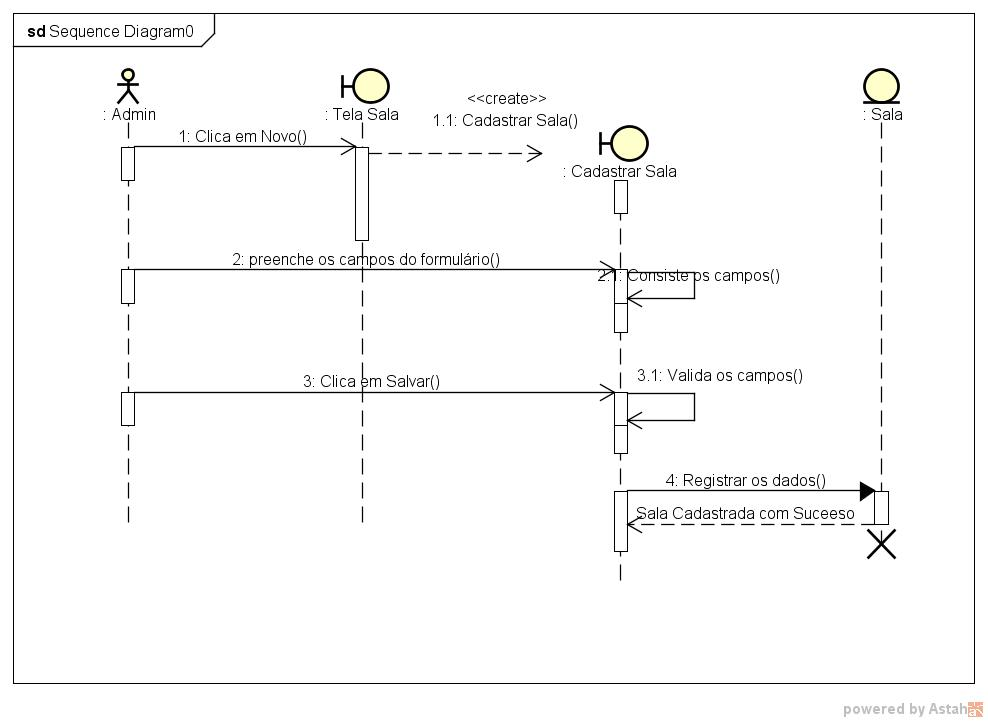 sd Sequence Diagram0
: Admin
: Tela Sala
<<create>>
1.1: Cadastrar Sala()
: Sala
1: Clica em Novo()
: Cadastrar Sala
2: preenche os campos do formulário()
2.1: Consiste os campos()
3: Clica em Salvar()
3.1: Valida os campos()
4: Registrar os dados()
Sala Cadastrada com Suceeso
powered by Astah